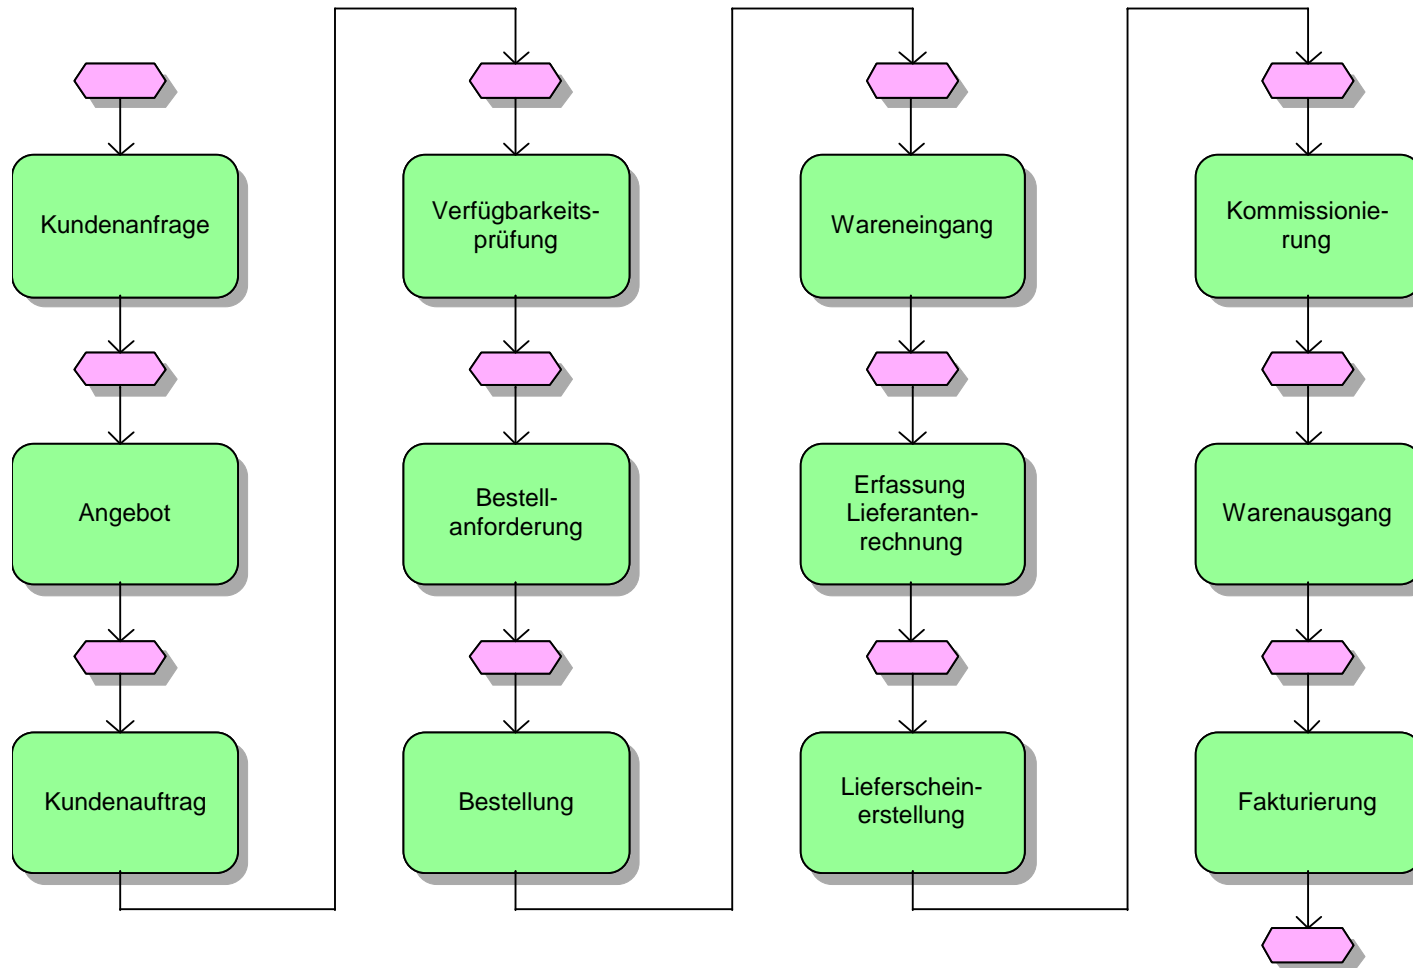 Kundenanfrage
Angebot
Kundenauftrag
Verfügbarkeits-
prüfung
Bestell-
anforderung
Bestellung
Wareneingang
Erfassung
Lieferanten-
rechnung
Lieferschein-
erstellung
Kommissionie-
rung
Warenausgang
Fakturierung